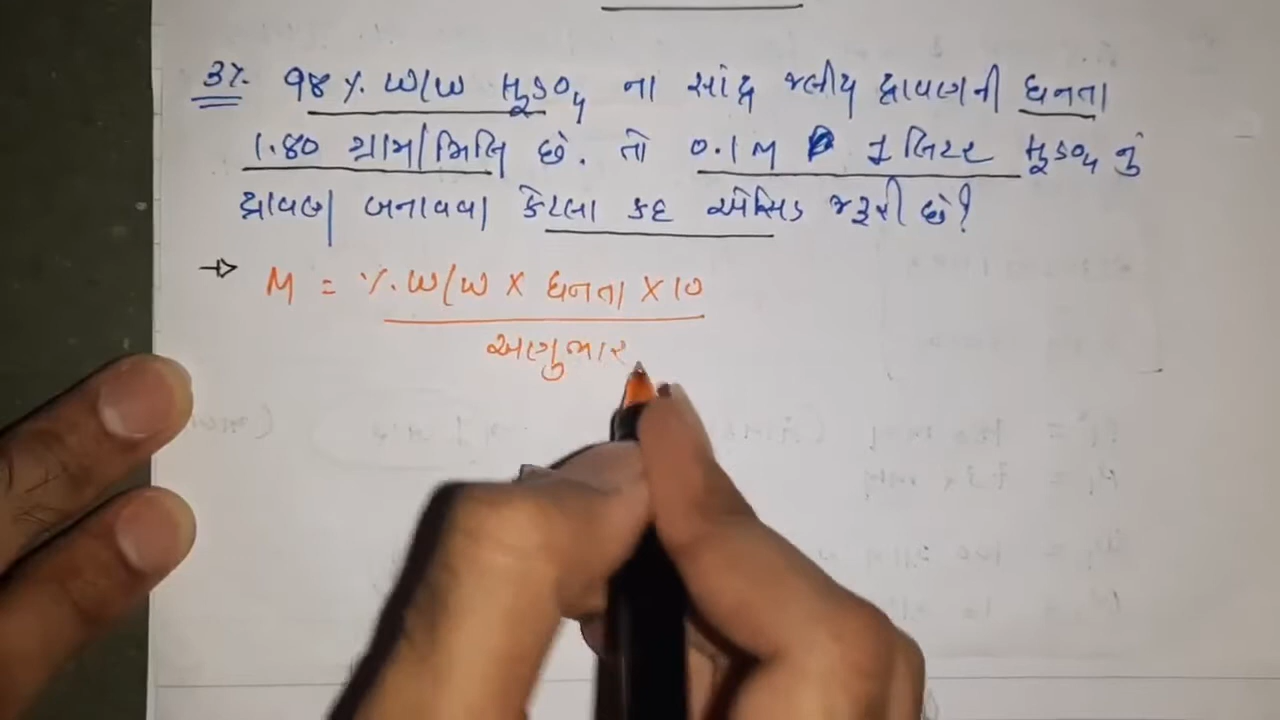 37. ૧૮ % W/W H₂SO₄ ના સાંદ્ર જલીય દ્રાવણની ઘનતા
1.80 ગ્રામ/મિલિ છે. તો 0.1 M 1 લિટર H₂SO₄ નું
દ્રાવણ બનાવવા કેટલા કદ એસિડ જરૂરી છે?
→ M = %. W/W X ઘનતા X 10
અણુભાર